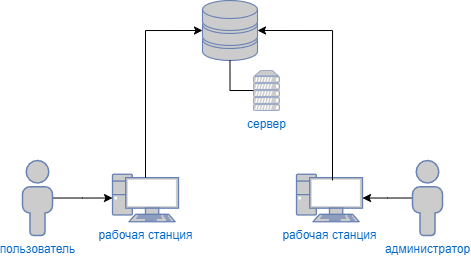 сервер
рабочая станция
рабочая станция
пользователь
администратор